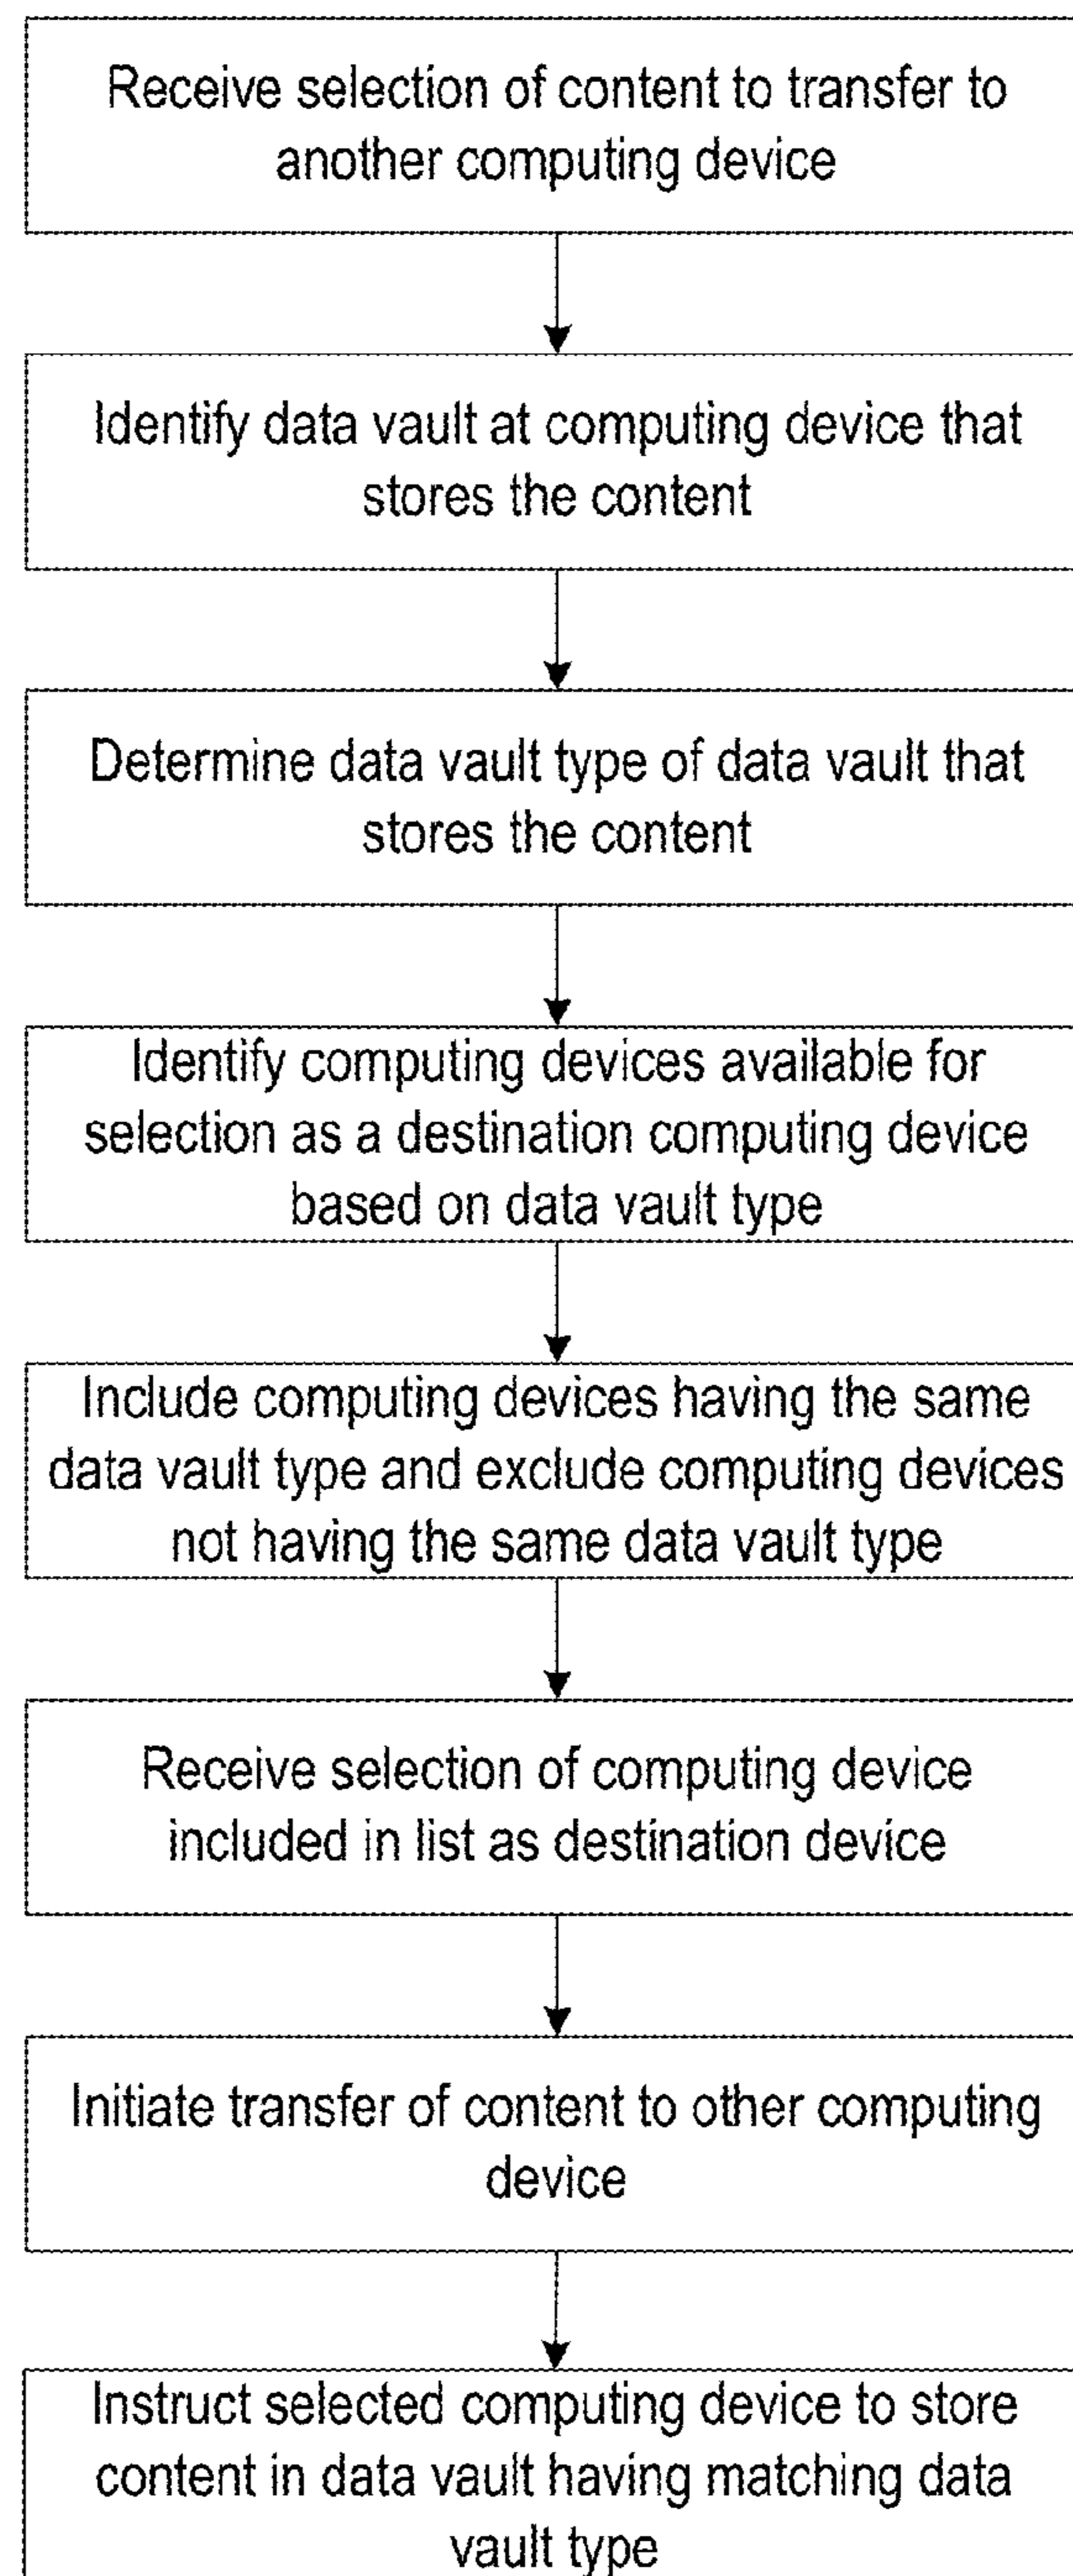 Receive selection of content to transfer to
another computing device
Identify data vault at computing device that
stores the content
Determine data vault type of data vault that
stores the content
Identify computing devices available for
selection as a destination computing device
based on data vault type
Include computing devices having the same
data vault type and exclude computing devices
not having the same data vault type
Receive selection of computing device
included in list as destination device
Initiate transfer of content to other computing
device
Instruct selected computing device to store
content in data vault having matching data
vault type